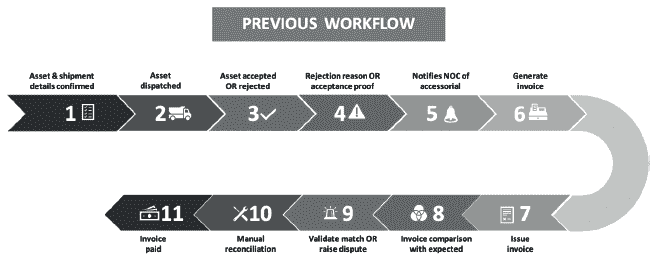 PREVIOUS WORKFLOW
Asset & shipment
details confirmed
Asset
dispatched
Asset accepted
OR rejected
Rejection reason OR
acceptance proof
Notifies NOC of
accessorial
Generate
invoice
1
2
3
4
5
6
11
10
9
8
7
Invoice
paid
Manual
reconciliation
Validate match OR
raise dispute
Invoice comparison
with expected
Issue
invoice